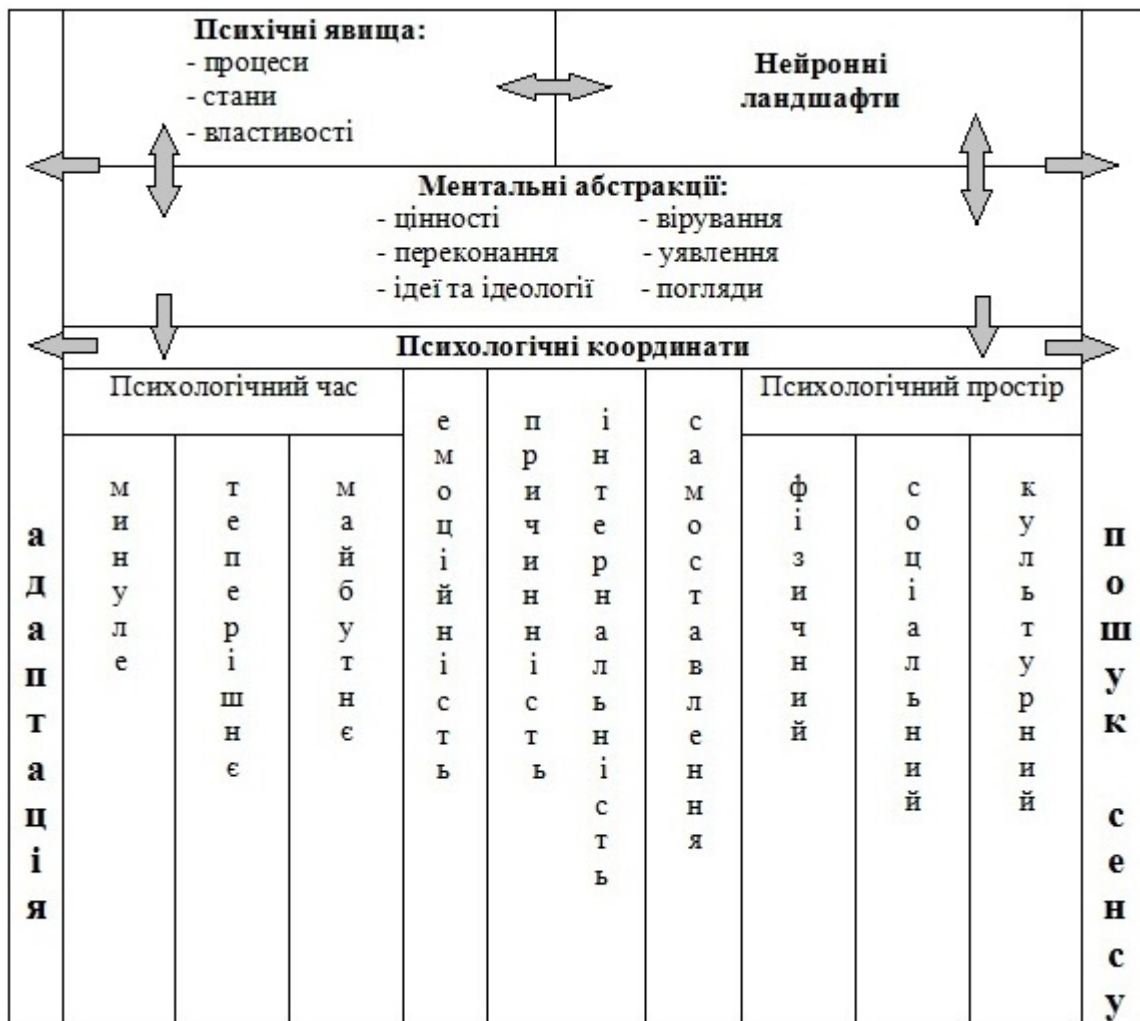 Психічні явища:
- процеси
- стани
- властивості
Нейронні
ландшафти
Ментальні абстракції:
- цінності - вірування
- переконання - уявлення
- ідеї та ідеології - погляди
Психологічні координати
Психологічний час
Психологічний простір
адаптація
минуле
теперішнє
майбутнє
емоційність
причинність
інтернальність
самоставлення
фізичний
соціальний
культурний
пошук сенсу